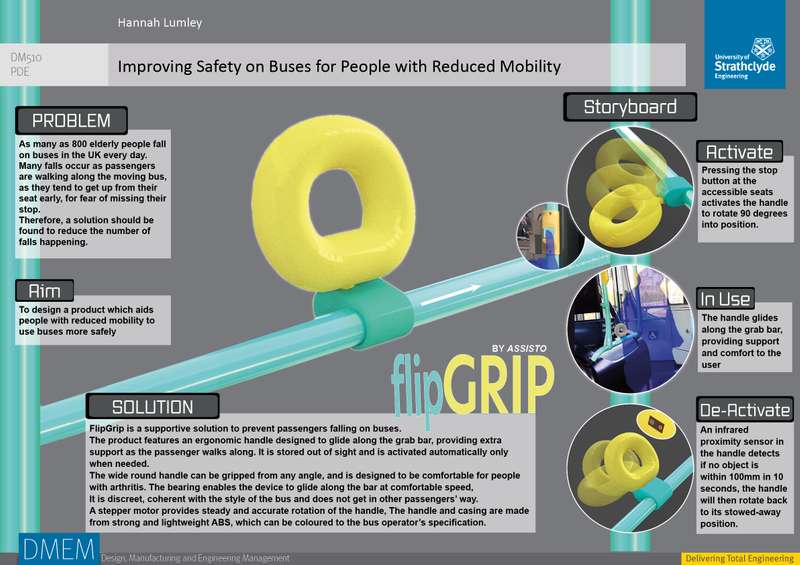 Hannah Lumley
DM510
PDE
Improving Safety on Buses for People with Reduced Mobility
University of
Strathclyde
Engineering
PROBLEM
As many as 800 elderly people fall
on buses in the UK every day.
Many falls occur as passengers
are walking along the moving bus,
as they tend to get up from their
seat early, for fear of missing their
stop.
Therefore, a solution should be
found to reduce the number of
falls happening.
Aim
To design a product which aids
people with reduced mobility to
use buses more safely
BY ASSISTO
flipGRIP
SOLUTION
FlipGrip is a supportive solution to prevent passengers falling on buses.
The product features an ergonomic handle designed to glide along the grab bar, providing extra
support as the passenger walks along. It is stored out of sight and is activated automatically only
when needed.
The wide round handle can be gripped from any angle, and is designed to be comfortable for people
with arthritis. The bearing enables the device to glide along the bar at comfortable speed,
It is discreet, coherent with the style of the bus and does not get in other passengers' way.
A stepper motor provides steady and accurate rotation of the handle, The handle and casing are made
from strong and lightweight ABS, which can be coloured to the bus operator's specification.
Storyboard
Activate
Pressing the stop
button at the
accessible seats
activates the handle
to rotate 90 degrees
into position.
In Use
The handle glides
along the grab bar,
providing support
and comfort to the
user
De-Activate
An infrared
proximity sensor in
the handle detects
if no object is
within 100mm in 10
seconds, the handle
will then rotate back
to its stowed-away
position.
DMEM
Design, Manufacturing and Engineering Management
Delivering Total Engineering